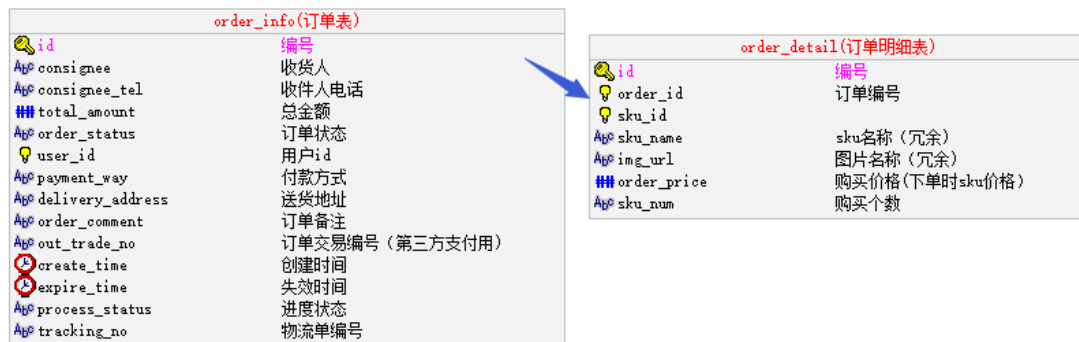 order_info(订单表)
id 编号
consignee 收货人
consignee_tel 收件人电话
total_amount 总金额
order_status 订单状态
user_id 用户id
payment_way 付款方式
delivery_address 送货地址
order_comment 订单备注
out_trade_no 订单交易编号（第三方支付用）
create_time 创建时间
expire_time 失效时间
process_status 进度状态
tracking_no 物流单编号
order_detail(订单明细表)
id 编号
order_id 订单编号
sku_id
sku_name sku名称（冗余）
img_url 图片名称（冗余）
order_price 购买价格(下单时sku价格）
sku_num 购买个数